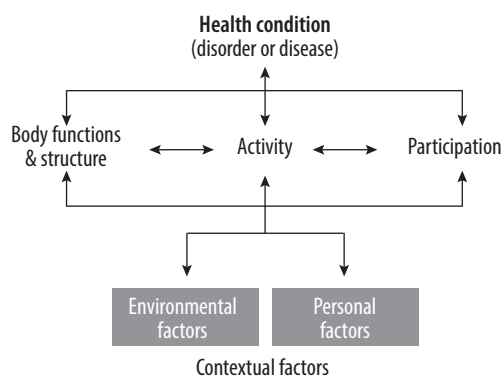 Health condition
(disorder or disease)
Body functions
& structure
Activity
Participation
Environmental
factors
Personal
factors
Contextual factors